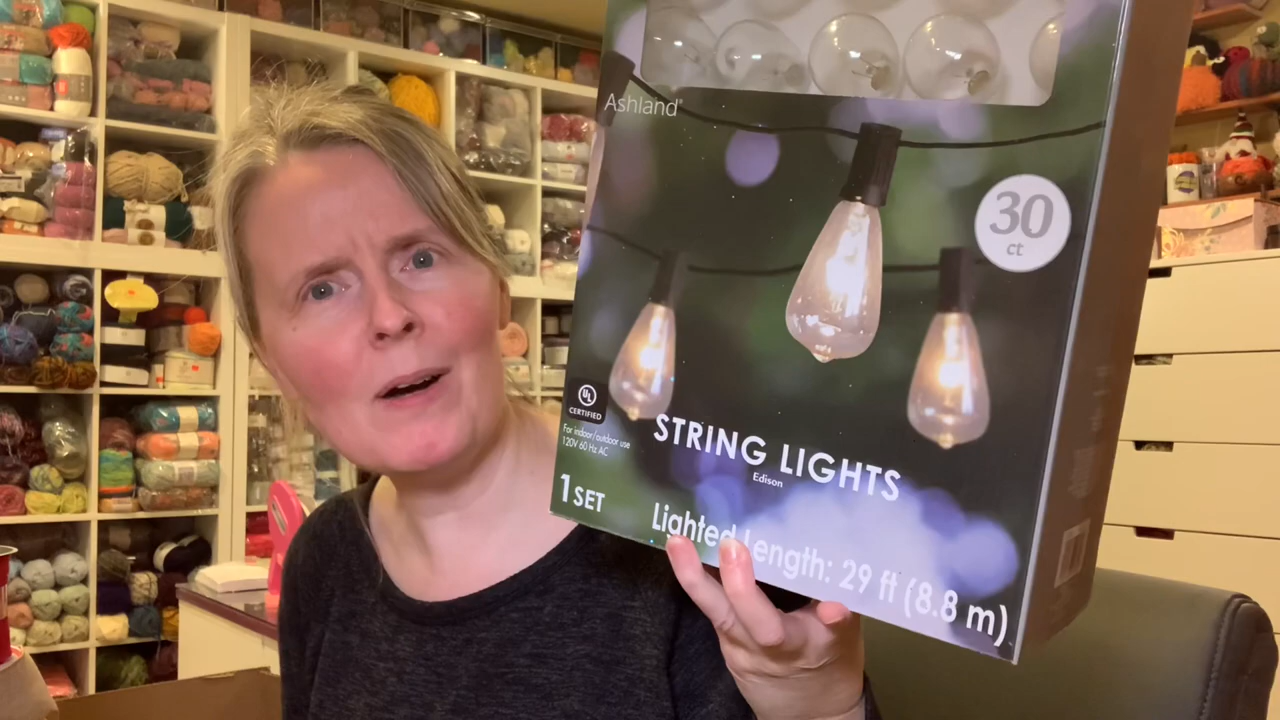 Ashland®
30
ct
UL
CERTIFIED
For indoor/outdoor use
120V 60 Hz AC
STRING LIGHTS
Edison
1 SET
Lighted Length: 29 ft (8.8 m)